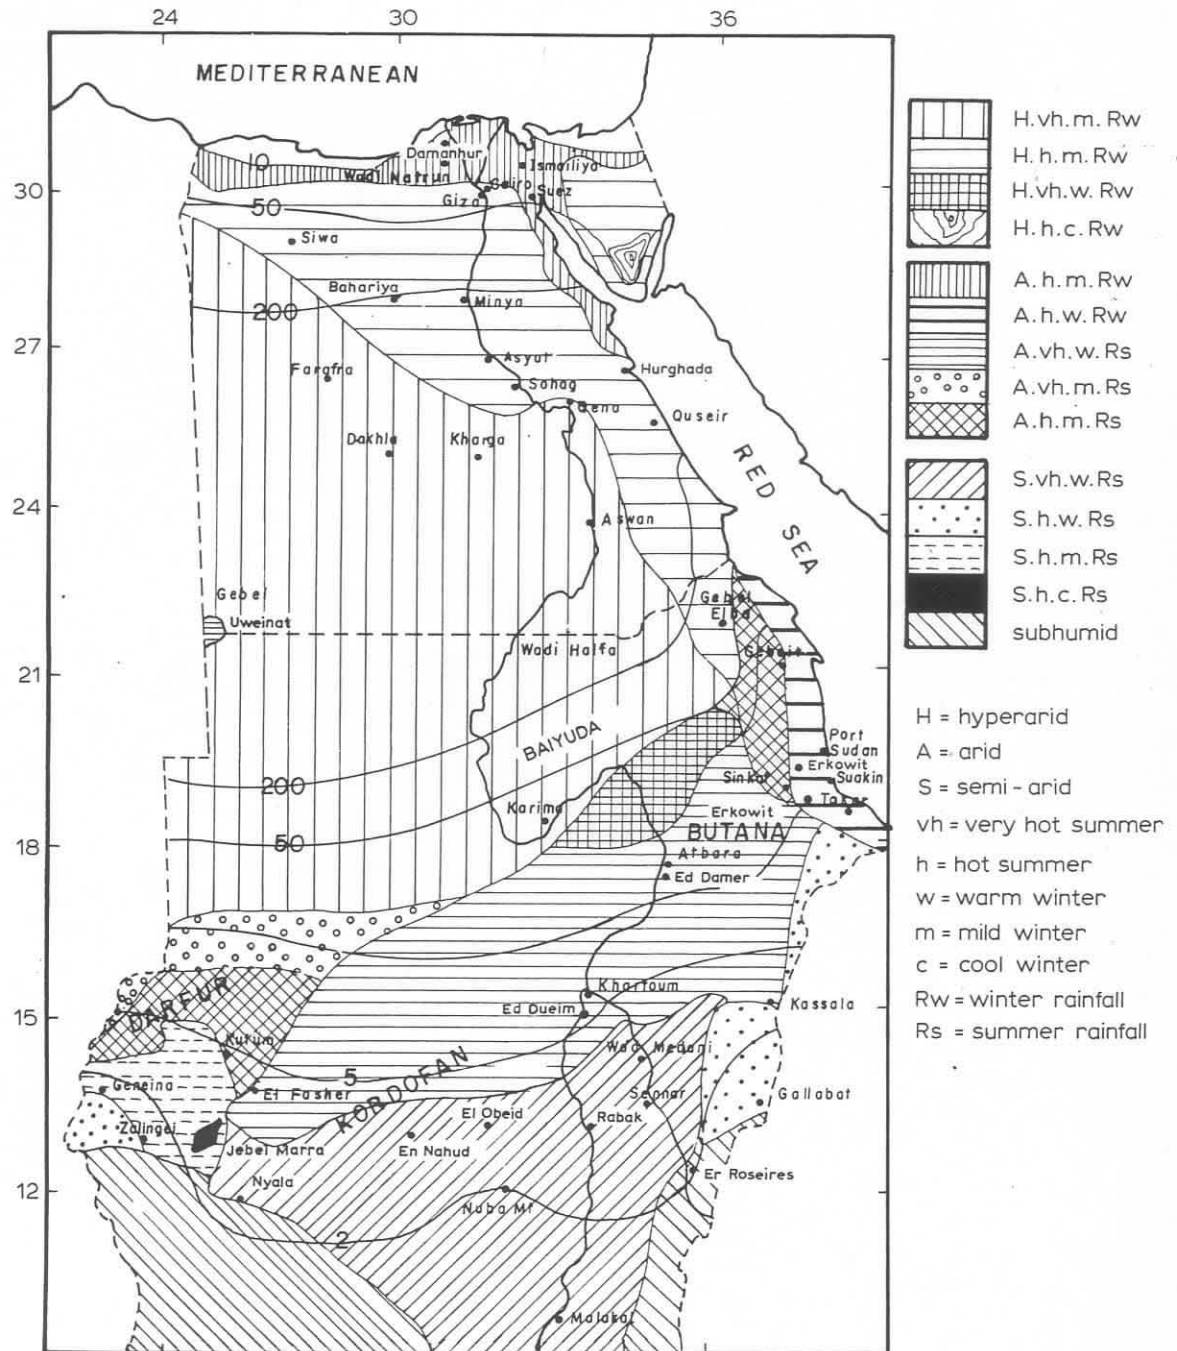 24 30 36
MEDITERRANEAN
10
Damanhur
Wadi Natrun
Ismailiya
Cairo
Suez
30
Giza
50
Siwa
Bahariya
Minya
200
27
Asyut
Farafra
Hurghada
Sohag
Qena
Quseir
Dakhla
Kharga
RED SEA
24
Aswan
Gebel
Uweinat
Gebel
Elba
Wadi Halfa
Gebeit
21
BAIYUDA
Port
Sudan
Erkowit
Sinkat
Suakin
200
Karima
Tokar
Erkowit
BUTANA
50
18
Atbara
Ed Damer
Khartoum
DARFUR
Ed Dueim
Kassala
15
Kutum
Wad Medani
KORDOFAN
5
Geneina
El Fasher
Sennar
Gallabat
El Obeid
Rabak
Zalingei
Jebel Marra
En Nahud
Er Roseires
Nyala
12
Nuba Mt
2
Malakal
H.vh.m.Rw
H.h.m.Rw
H.vh.w.Rw
H.h.c.Rw
A.h.m.Rw
A.h.w.Rw
A.vh.w.Rs
A.vh.m.Rs
A.h.m.Rs
S.vh.w.Rs
S.h.w.Rs
S.h.m.Rs
S.h.c.Rs
subhumid
H = hyperarid
A = arid
S = semi-arid
vh = very hot summer
h = hot summer
w = warm winter
m = mild winter
c = cool winter
Rw = winter rainfall
Rs = summer rainfall